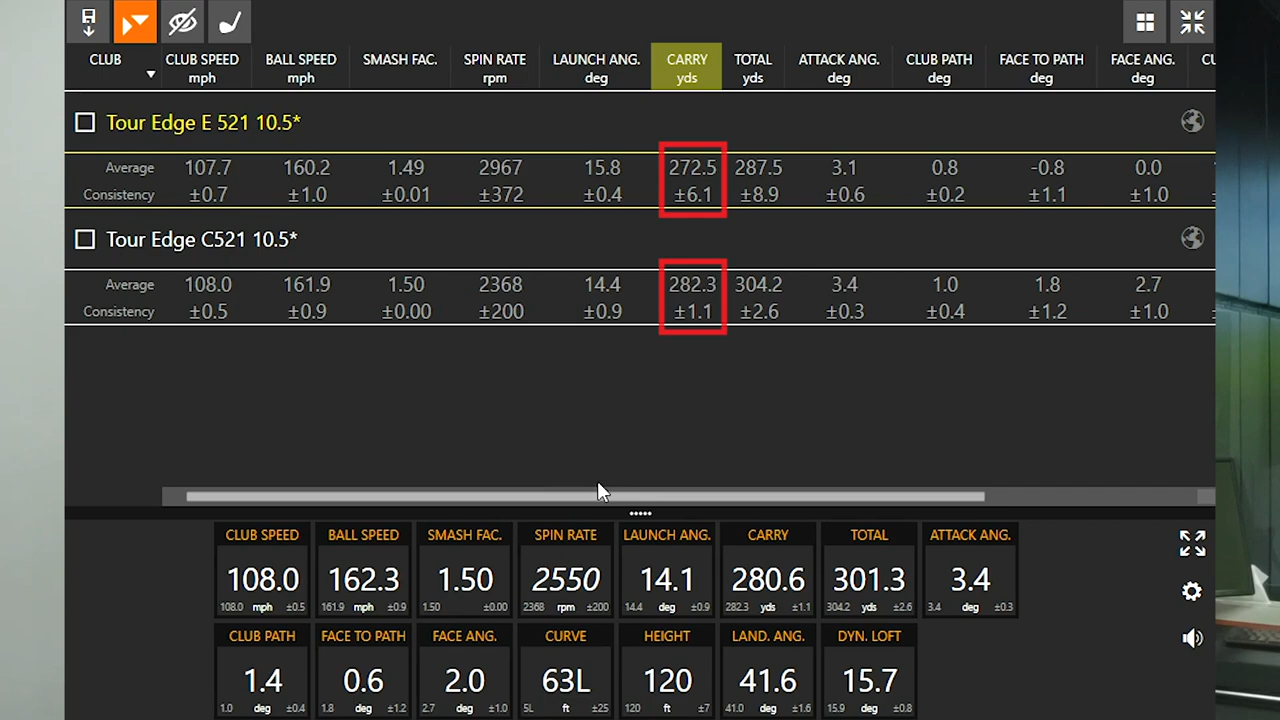 CLUB CLUB SPEED BALL SPEED SMASH FAC. SPIN RATE LAUNCH ANG. CARRY TOTAL ATTACK ANG. CLUB PATH FACE TO PATH FACE ANG.
mph mph rpm deg yds yds deg deg deg deg
Tour Edge E 521 10.5*
Average 107.7 160.2 1.49 2967 15.8 272.5 287.5 3.1 0.8 -0.8 0.0
Consistency ±0.7 ±1.0 ±0.01 ±372 ±0.4 ±6.1 ±8.9 ±0.6 ±0.2 ±1.1 ±1.0
Tour Edge C521 10.5*
Average 108.0 161.9 1.50 2368 14.4 282.3 304.2 3.4 1.0 1.8 2.7
Consistency ±0.5 ±0.9 ±0.00 ±200 ±0.9 ±1.1 ±2.6 ±0.3 ±0.4 ±1.2 ±1.0
CLUB SPEED BALL SPEED SMASH FAC. SPIN RATE LAUNCH ANG. CARRY TOTAL ATTACK ANG.
108.0 162.3 1.50 2550 14.1 280.6 301.3 3.4
108.0 mph ±0.5 161.9 mph ±0.9 1.50 ±0.00 2368 rpm ±200 14.4 deg ±0.9 282.3 yds ±1.1 304.2 yds ±2.6 3.4 deg ±0.3
CLUB PATH FACE TO PATH FACE ANG. CURVE HEIGHT LAND. ANG. DYN. LOFT
1.4 0.6 2.0 63L 120 41.6 15.7
1.0 deg ±0.4 1.8 deg ±1.2 2.7 deg ±1.0 5L ft ±25 120 ft ±7 41.0 deg ±1.6 15.9 deg ±0.8